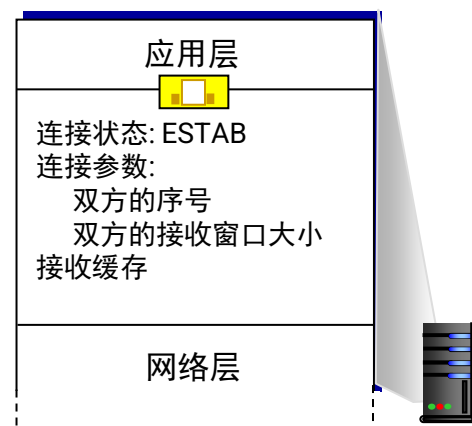 应用层
连接状态: ESTAB
连接参数:
双方的序号
双方的接收窗口大小
接收缓存
网络层